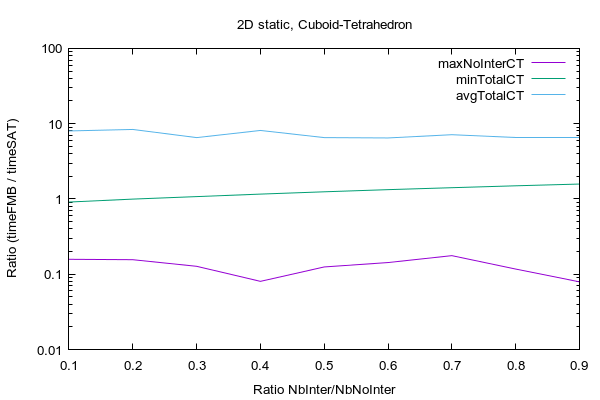 2D static, Cuboid-Tetrahedron
100
10
1
0.1
0.01
Ratio (timeFMB / timeSAT)
maxNoInterCT
minTotalCT
avgTotalCT
0.1 0.2 0.3 0.4 0.5 0.6 0.7 0.8 0.9
Ratio NbInter/NbNoInter